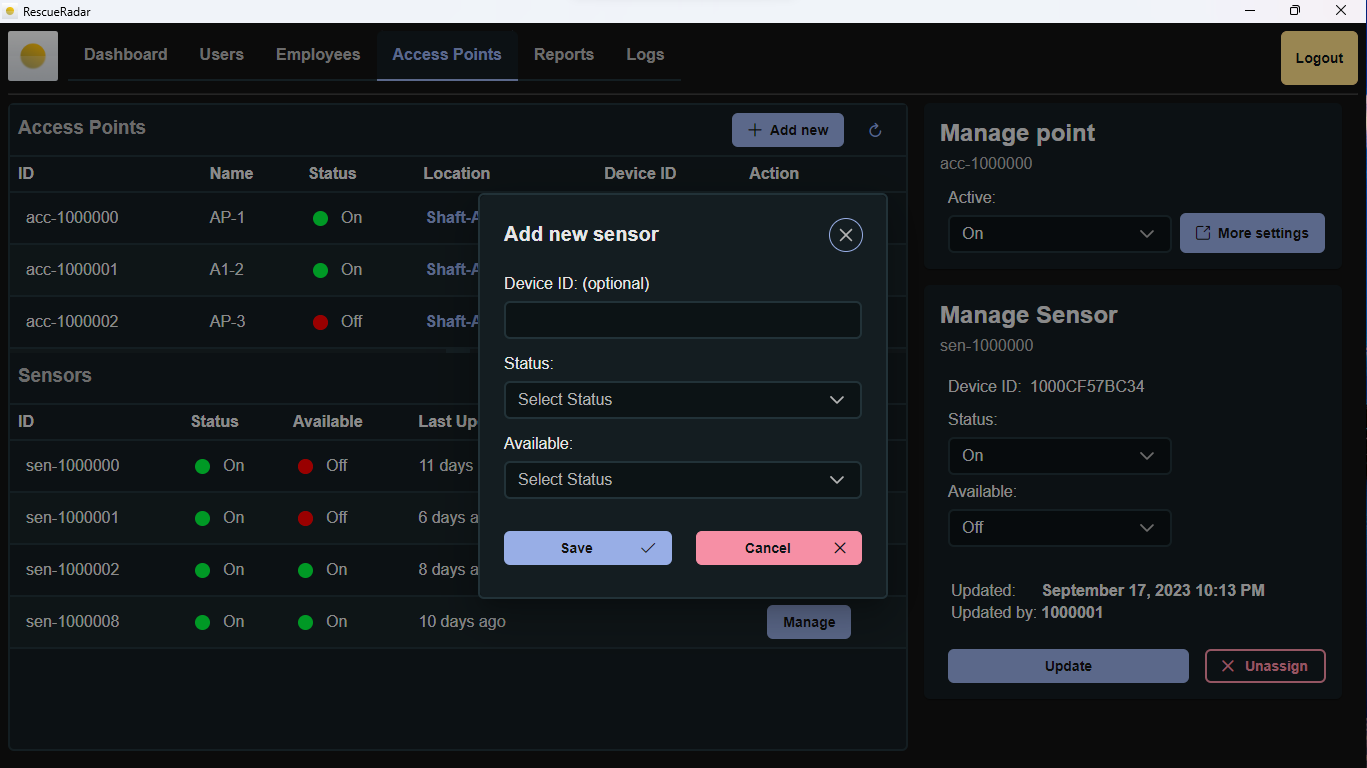 RescueRadar
Dashboard Users Employees Access Points Reports Logs Logout
Access Points
+ Add new
ID Name Status Location Device ID Action
acc-1000000 AP-1 On Shaft-A
acc-1000001 A1-2 On Shaft-A
acc-1000002 AP-3 Off Shaft-A
Sensors
ID Status Available Last Up
sen-1000000 On Off 11 days
sen-1000001 On Off 6 days a
sen-1000002 On On 8 days a
sen-1000008 On On 10 days ago Manage
Add new sensor
Device ID: (optional)
Status:
Select Status
Available:
Select Status
Save Cancel
Manage point
acc-1000000
Active:
On More settings
Manage Sensor
sen-1000000
Device ID: 1000CF57BC34
Status:
On
Available:
Off
Updated: September 17, 2023 10:13 PM
Updated by: 1000001
Update Unassign